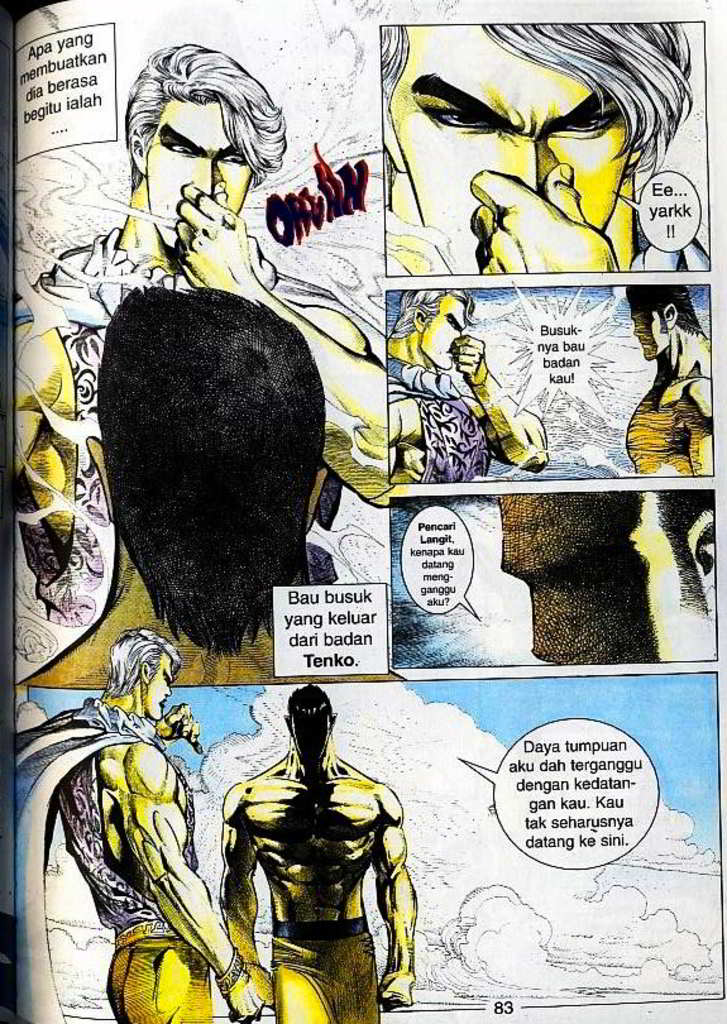 Apa yang
membuatkan
dia berasa
begitu ialah
....
Ee...
yarkk
!!
Busuk-
nya bau
badan
kau!
Pencari
Langit,
kenapa kau
datang
meng-
ganggu
aku?
Bau busuk
yang keluar
dari badan
Tenko.
Daya tumpuan
aku dah terganggu
dengan kedatan-
gan kau. Kau
tak seharusnya
datang ke sini.
83